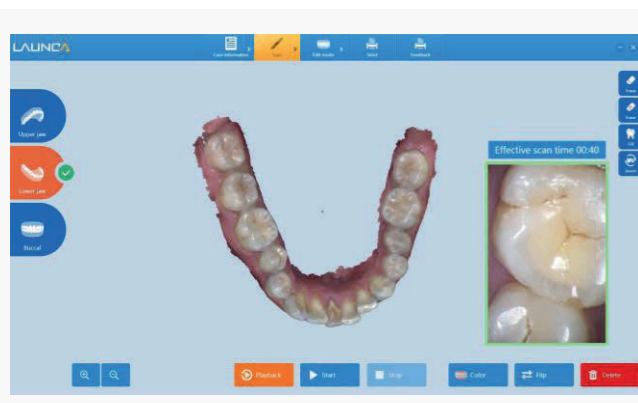 LAUNCA
Case information
Scan
Edit mode
Send
Feedback
Upper jaw
Lower jaw
Buccal
Effective scan time 00:40
Playback
Start
Stop
Color
Flip
Delete